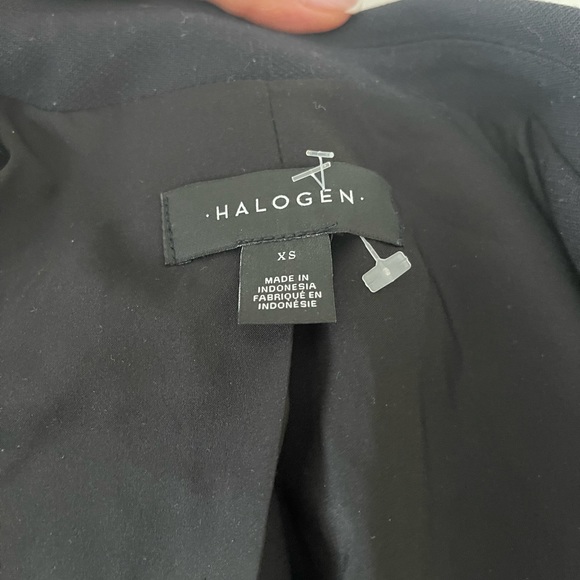 ·HALOGEN·
XS
MADE IN
INDONESIA
FABRIQUÉ EN
INDONÉSIE